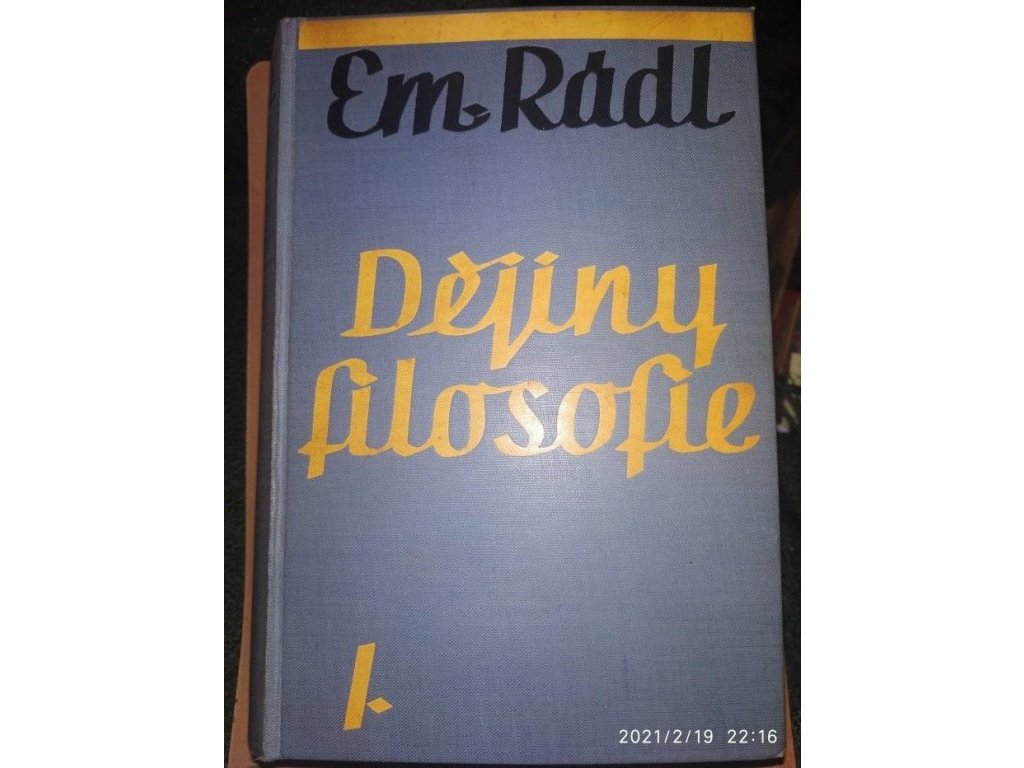 Em. Rádl
Dějiny
filosofie
I.
2021/2/19 22:16